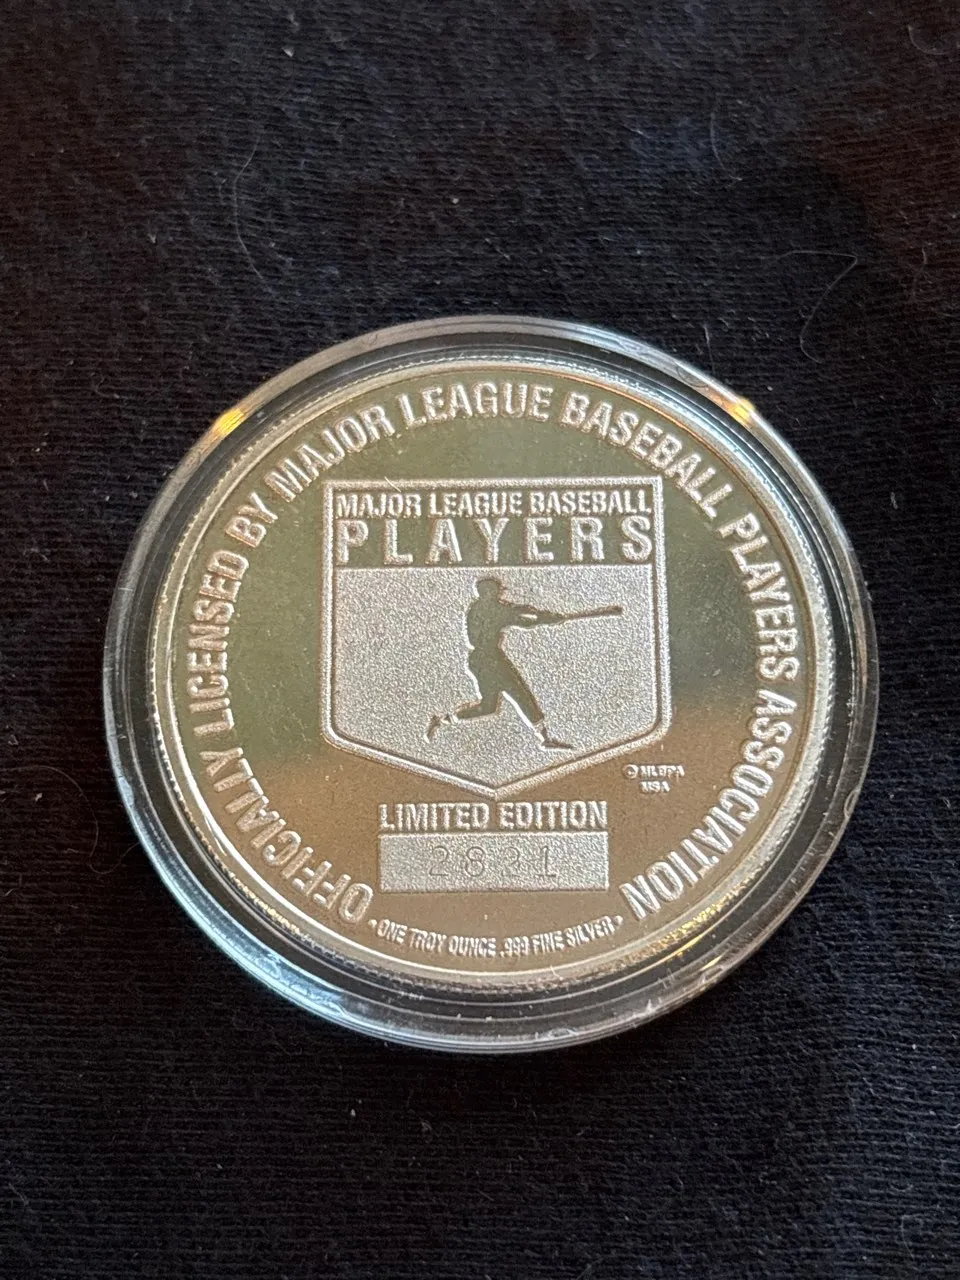 OFFICIALLY LICENSED BY MAJOR LEAGUE BASEBALL PLAYERS ASSOCIATION
MAJOR LEAGUE BASEBALL
PLAYERS
© MLBPA
MSA
LIMITED EDITION
2831
• ONE TROY OUNCE .999 FINE SILVER •